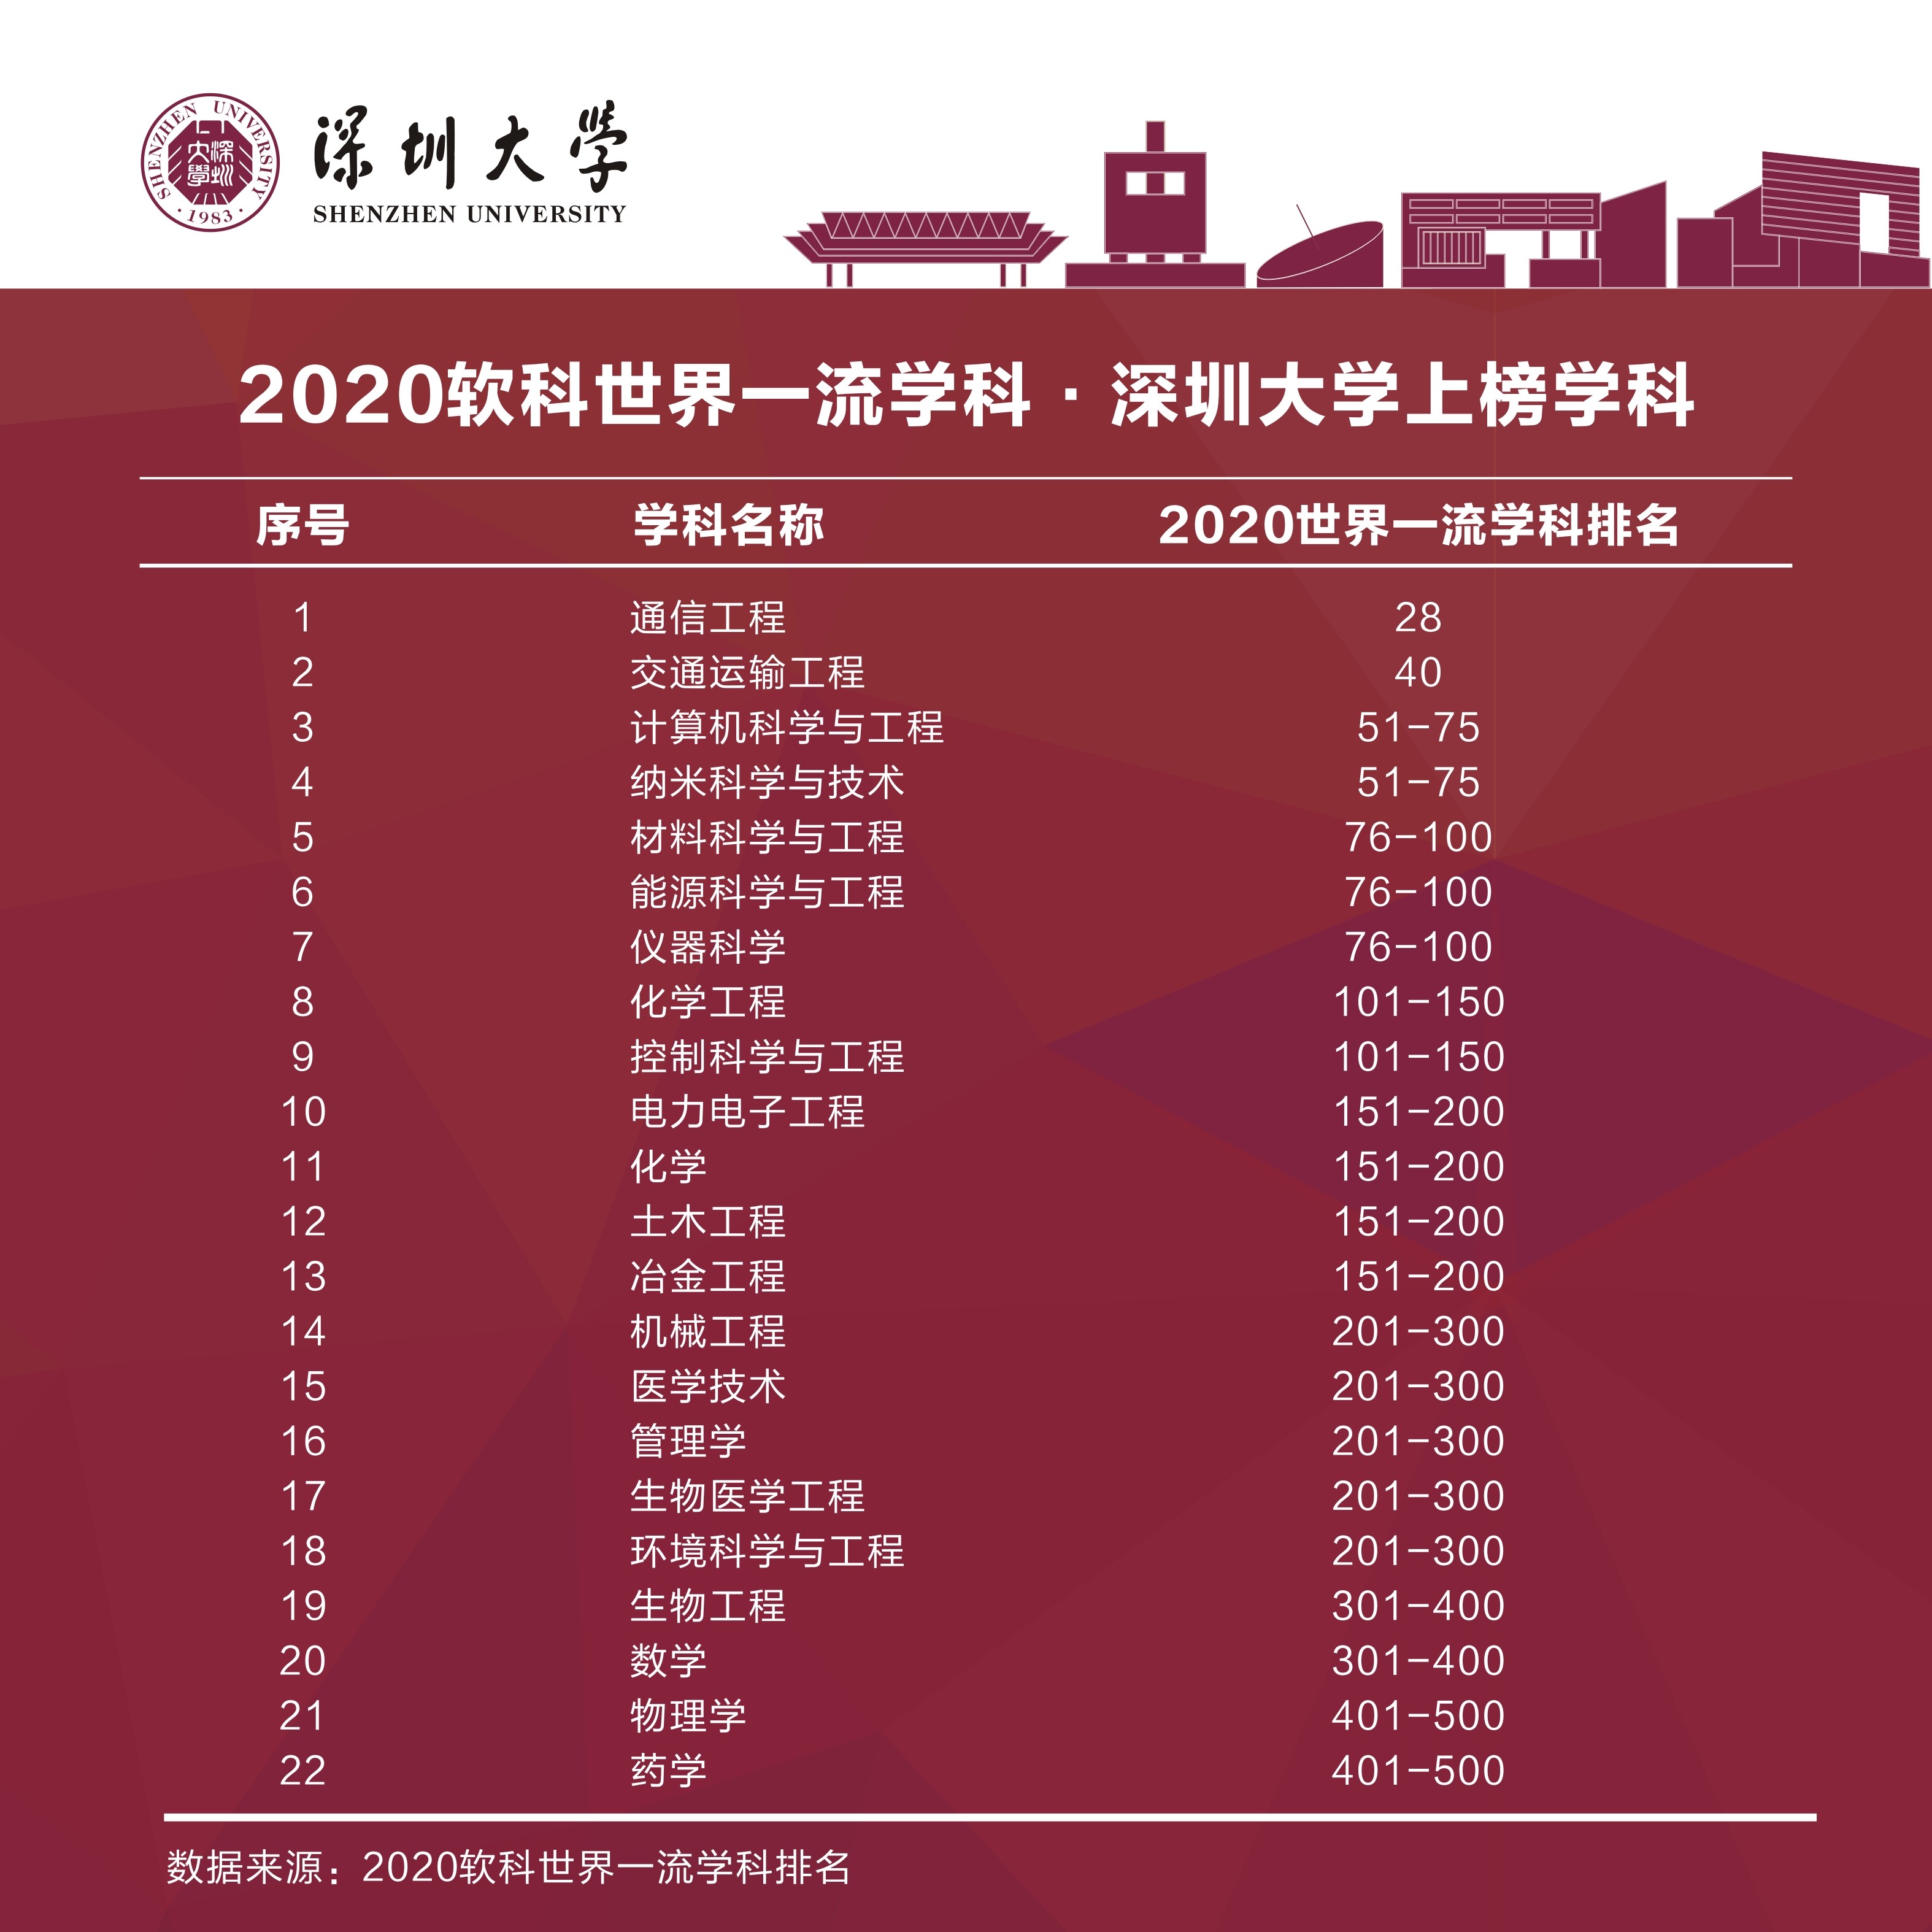 SHENZHEN UNIVERSITY
深圳大学
· 1983 ·
深圳大學
SHENZHEN UNIVERSITY
2020软科世界一流学科 · 深圳大学上榜学科
序号 学科名称 2020世界一流学科排名
1 通信工程 28
2 交通运输工程 40
3 计算机科学与工程 51-75
4 纳米科学与技术 51-75
5 材料科学与工程 76-100
6 能源科学与工程 76-100
7 仪器科学 76-100
8 化学工程 101-150
9 控制科学与工程 101-150
10 电力电子工程 151-200
11 化学 151-200
12 土木工程 151-200
13 冶金工程 151-200
14 机械工程 201-300
15 医学技术 201-300
16 管理学 201-300
17 生物医学工程 201-300
18 环境科学与工程 201-300
19 生物工程 301-400
20 数学 301-400
21 物理学 401-500
22 药学 401-500
数据来源：2020软科世界一流学科排名